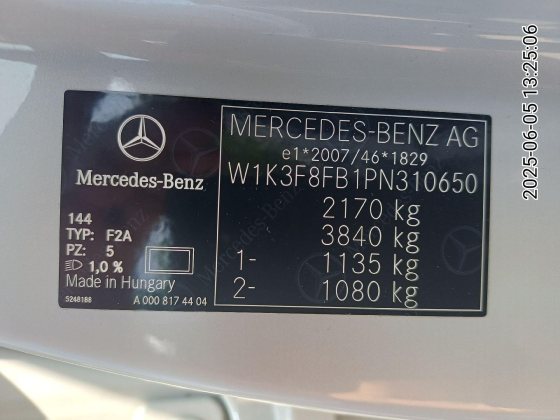 2025-06-05 13:25:06
Mercedes-Benz
144
TYP: F2A
PZ: 5
1,0 %
Made in Hungary
5248188
A 000 817 44 04
MERCEDES-BENZ AG
e1*2007/46*1829
W1K3F8FB1PN310650
2170 kg
3840 kg
1- 1135 kg
2- 1080 kg